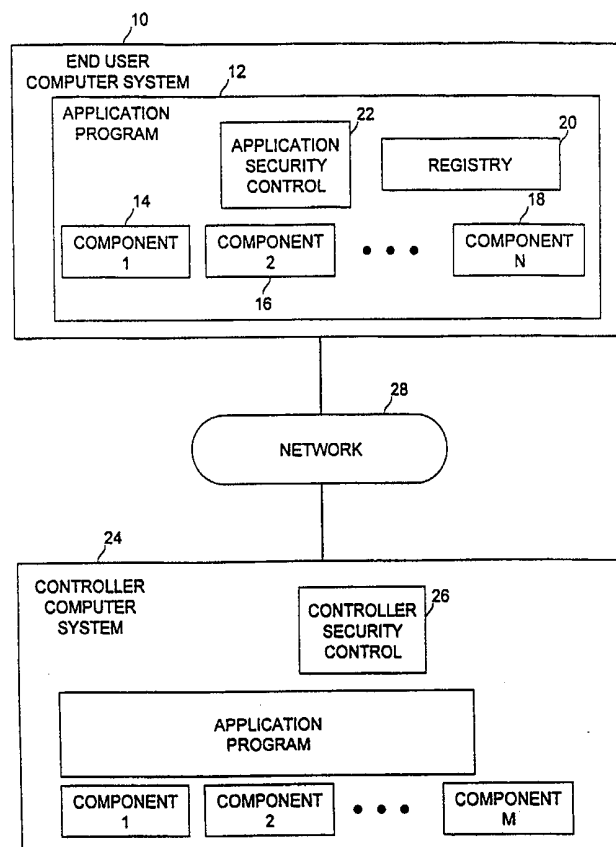 10
END USER
COMPUTER SYSTEM
12
APPLICATION
PROGRAM
22
APPLICATION
SECURITY
CONTROL
20
REGISTRY
14
COMPONENT
1
COMPONENT
2
16
18
COMPONENT
N
28
NETWORK
24
CONTROLLER
COMPUTER
SYSTEM
26
CONTROLLER
SECURITY
CONTROL
APPLICATION
PROGRAM
COMPONENT
1
COMPONENT
2
COMPONENT
M